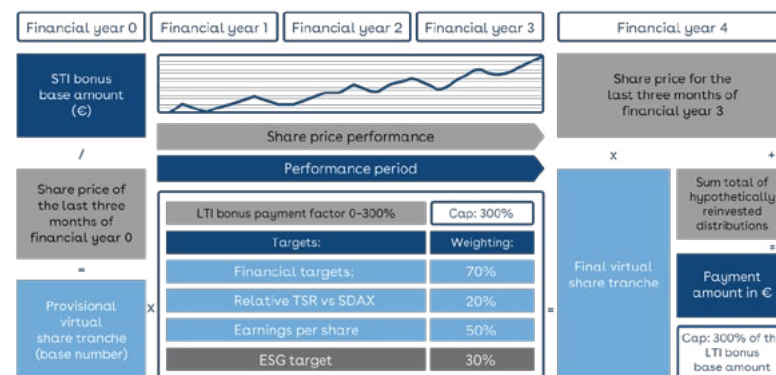 Financial year 0
Financial year 1
Financial year 2
Financial year 3
Financial year 4
STI bonus
base amount
(€)
/
Share price of
the last three
months of
financial year 0
=
Provisional
virtual
share tranche
(base number)
x
Share price performance
Performance period
LTI bonus payment factor 0–300%
Cap: 300%
Targets:
Weighting:
Financial targets:
70%
Relative TSR vs SDAX
20%
Earnings per share
50%
ESG target
30%
=
Share price for the
last three months of
financial year 3
x
+
Final virtual
share tranche
Sum total of
hypothetically
reinvested
distributions
=
Payment
amount in €
Cap: 300% of the
LTI bonus
base amount